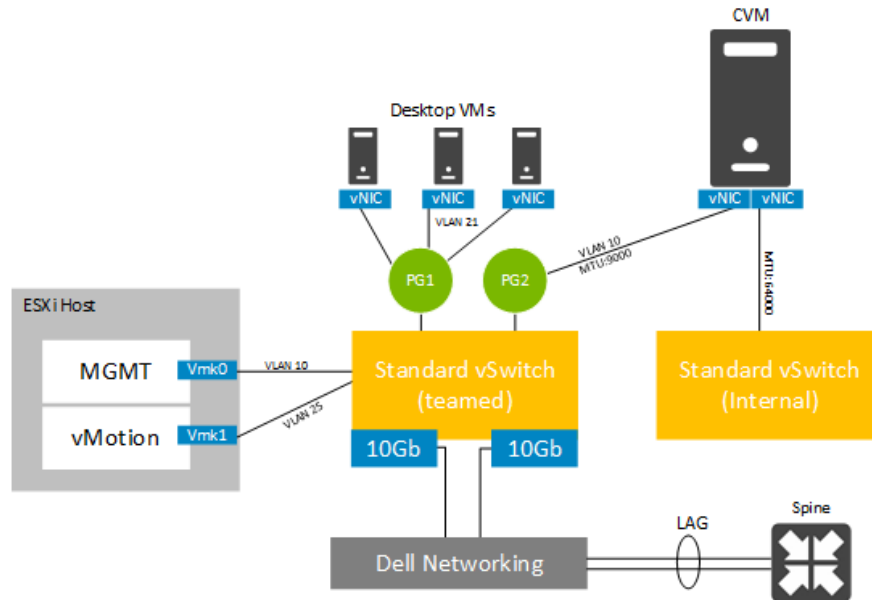 CVM
Desktop VMs
vNIC
vNIC
vNIC
vNIC
vNIC
VLAN 21
VLAN 10
MTU:9000
MTU:64000
PG1
PG2
ESXi Host
MGMT
Vmk0
VLAN 10
vMotion
Vmk1
VLAN 25
Standard vSwitch
(teamed)
Standard vSwitch
(Internal)
10Gb
10Gb
Dell Networking
LAG
Spine